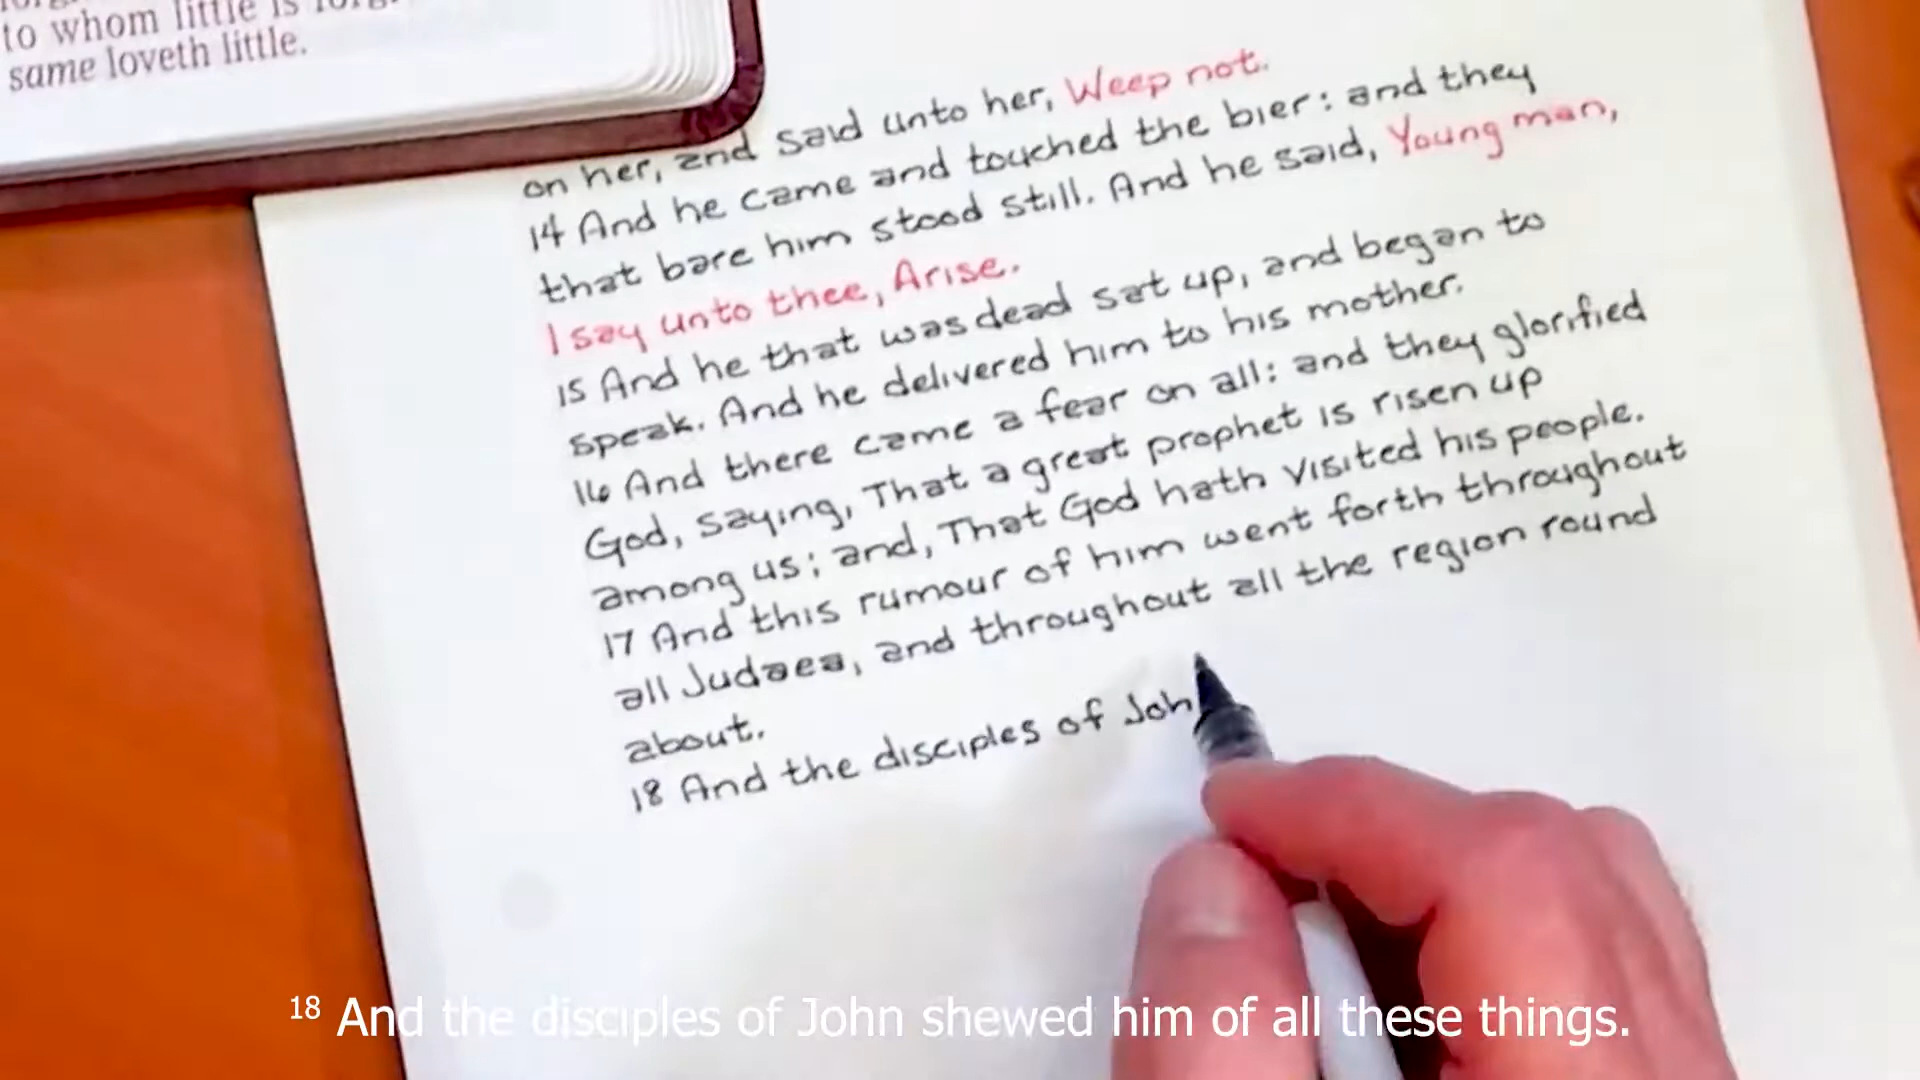 to whom little is
same loveth little.
on her, and said unto her, Weep not.
14 And he came and touched the bier: and they
that bare him stood still. And he said, Young man,
I say unto thee, Arise.
15 And he that was dead sat up, and began to
speak. And he delivered him to his mother.
16 And there came a fear on all: and they glorified
God, saying, That a great prophet is risen up
among us; and, That God hath visited his people.
17 And this rumour of him went forth throughout
all Judaea, and throughout all the region round
about.
18 And the disciples of Joh
18 And the disciples of John shewed him of all these things.